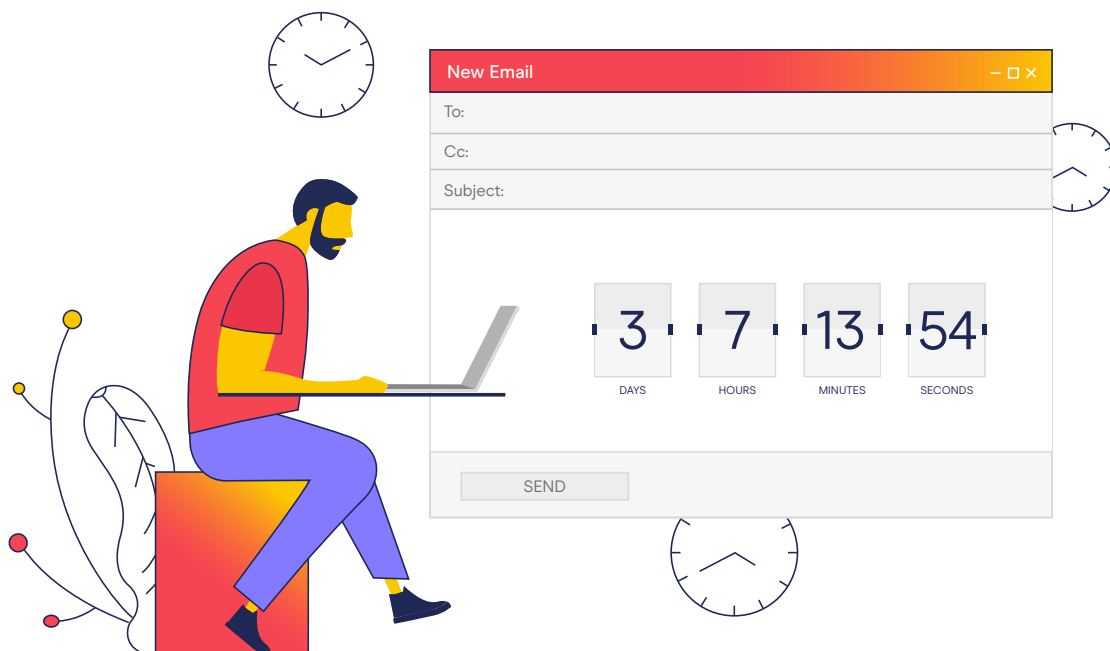 New Email
To:
Cc:
Subject:
3 7 13 54
DAYS HOURS MINUTES SECONDS
SEND